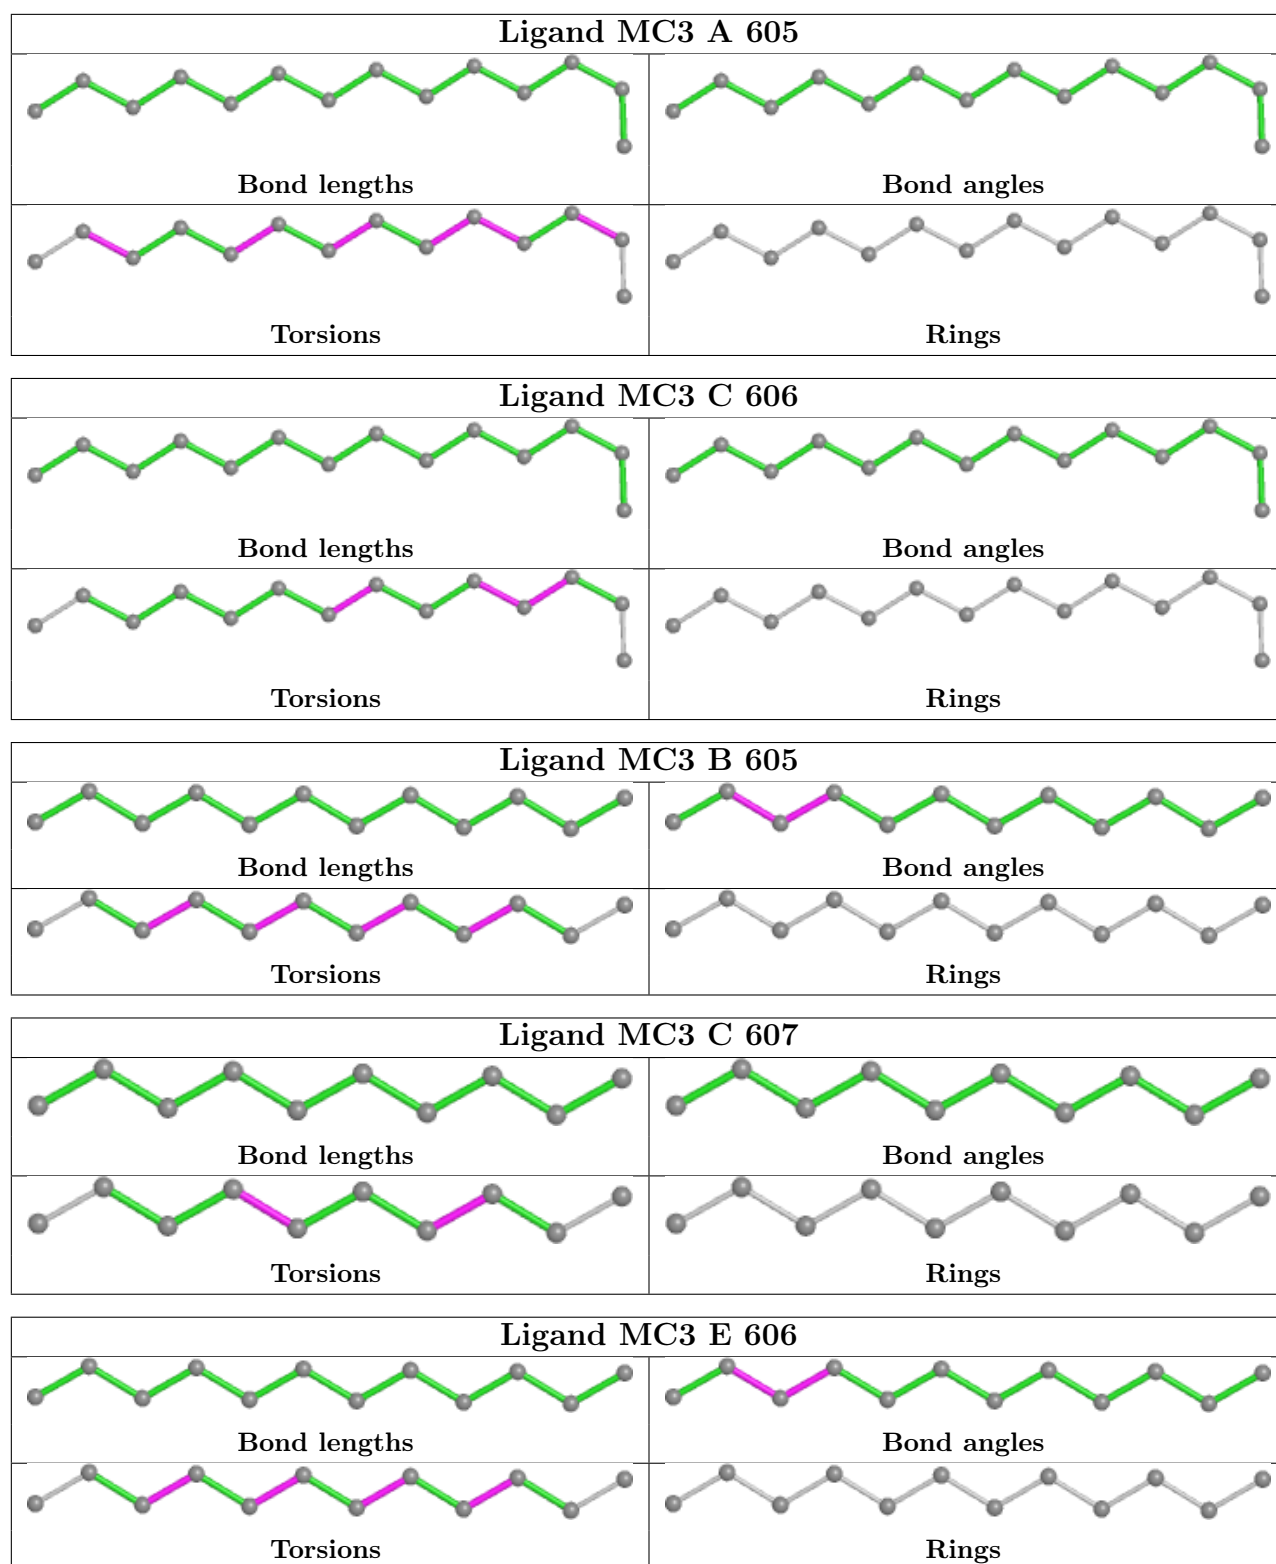 Ligand MC3 A 605
Bond lengths
Bond angles
Torsions
Rings
Ligand MC3 C 606
Bond lengths
Bond angles
Torsions
Rings
Ligand MC3 B 605
Bond lengths
Bond angles
Torsions
Rings
Ligand MC3 C 607
Bond lengths
Bond angles
Torsions
Rings
Ligand MC3 E 606
Bond lengths
Bond angles
Torsions
Rings